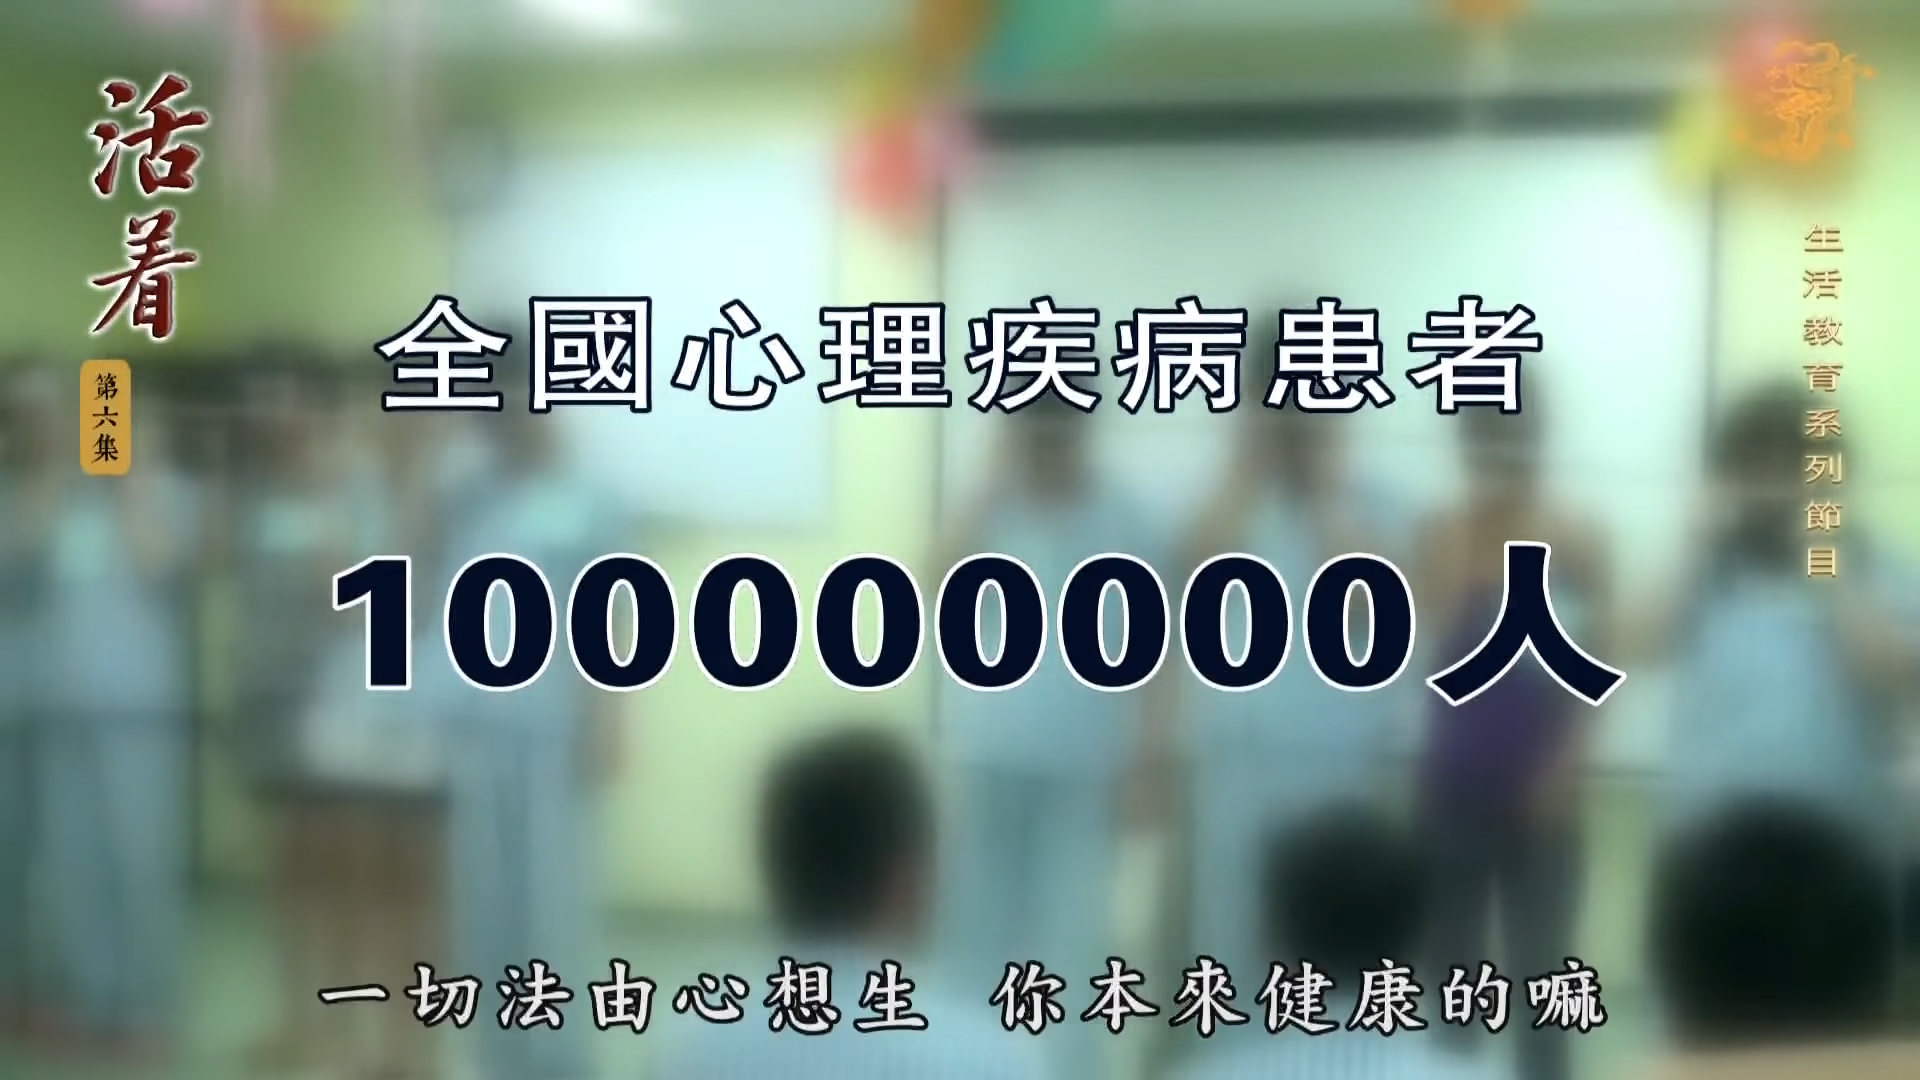 活着
第六集
生活教育系列節目
全國心理疾病患者
100000000人
一切法由心想生 你本來健康的嘛